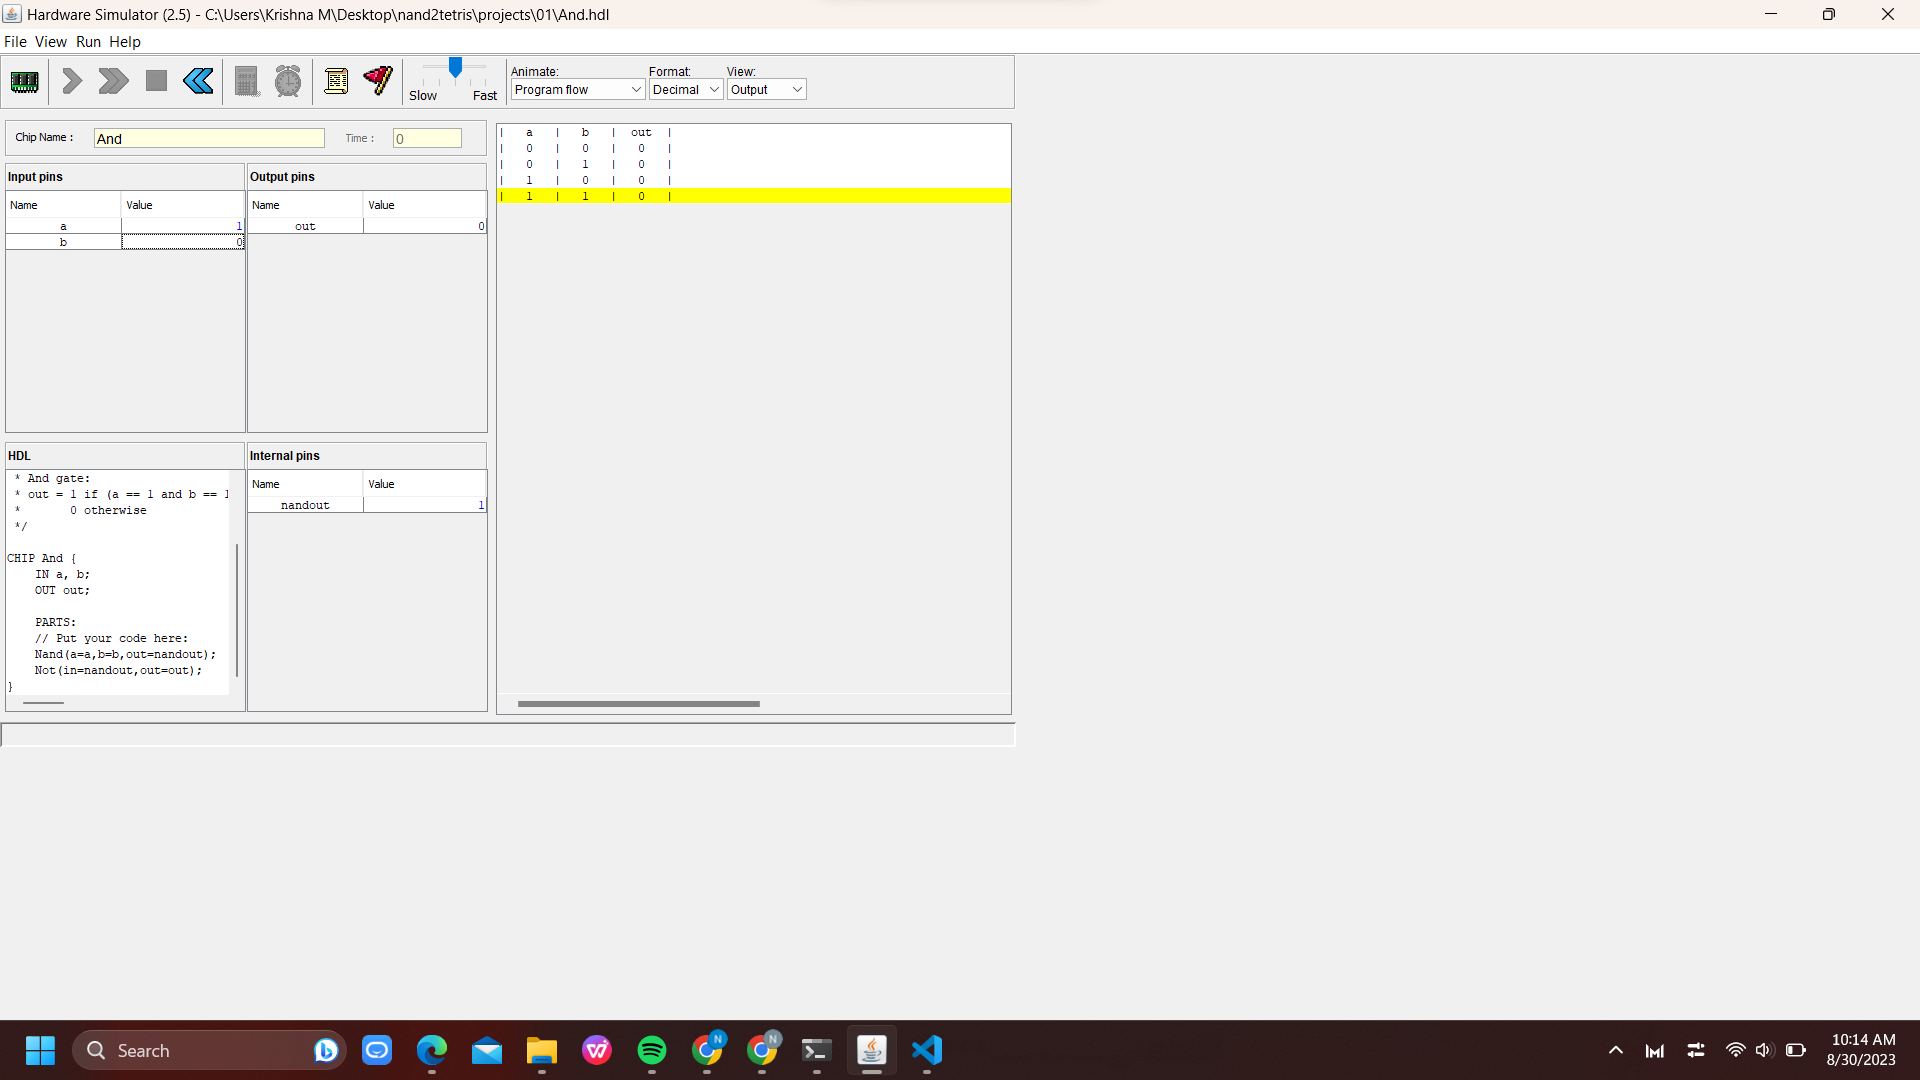 Hardware Simulator (2.5) - C:\Users\Krishna M\Desktop\nand2tetris\projects\01\And.hdl
File View Run Help
Slow Fast
Animate: Format: View:
Program flow Decimal Output
Chip Name : And Time : 0
Input pins
Name Value
a 1
b 0
Output pins
Name Value
out 0
HDL
* And gate:
* out = 1 if (a == 1 and b == 1
* 0 otherwise
*/
CHIP And {
IN a, b;
OUT out;
PARTS:
// Put your code here:
Nand(a=a,b=b,out=nandout);
Not(in=nandout,out=out);
}
Internal pins
Name Value
nandout 1
| a | b | out |
| 0 | 0 | 0 |
| 0 | 1 | 0 |
| 1 | 0 | 0 |
| 1 | 1 | 0 |
Search
N
N
10:14 AM
8/30/2023